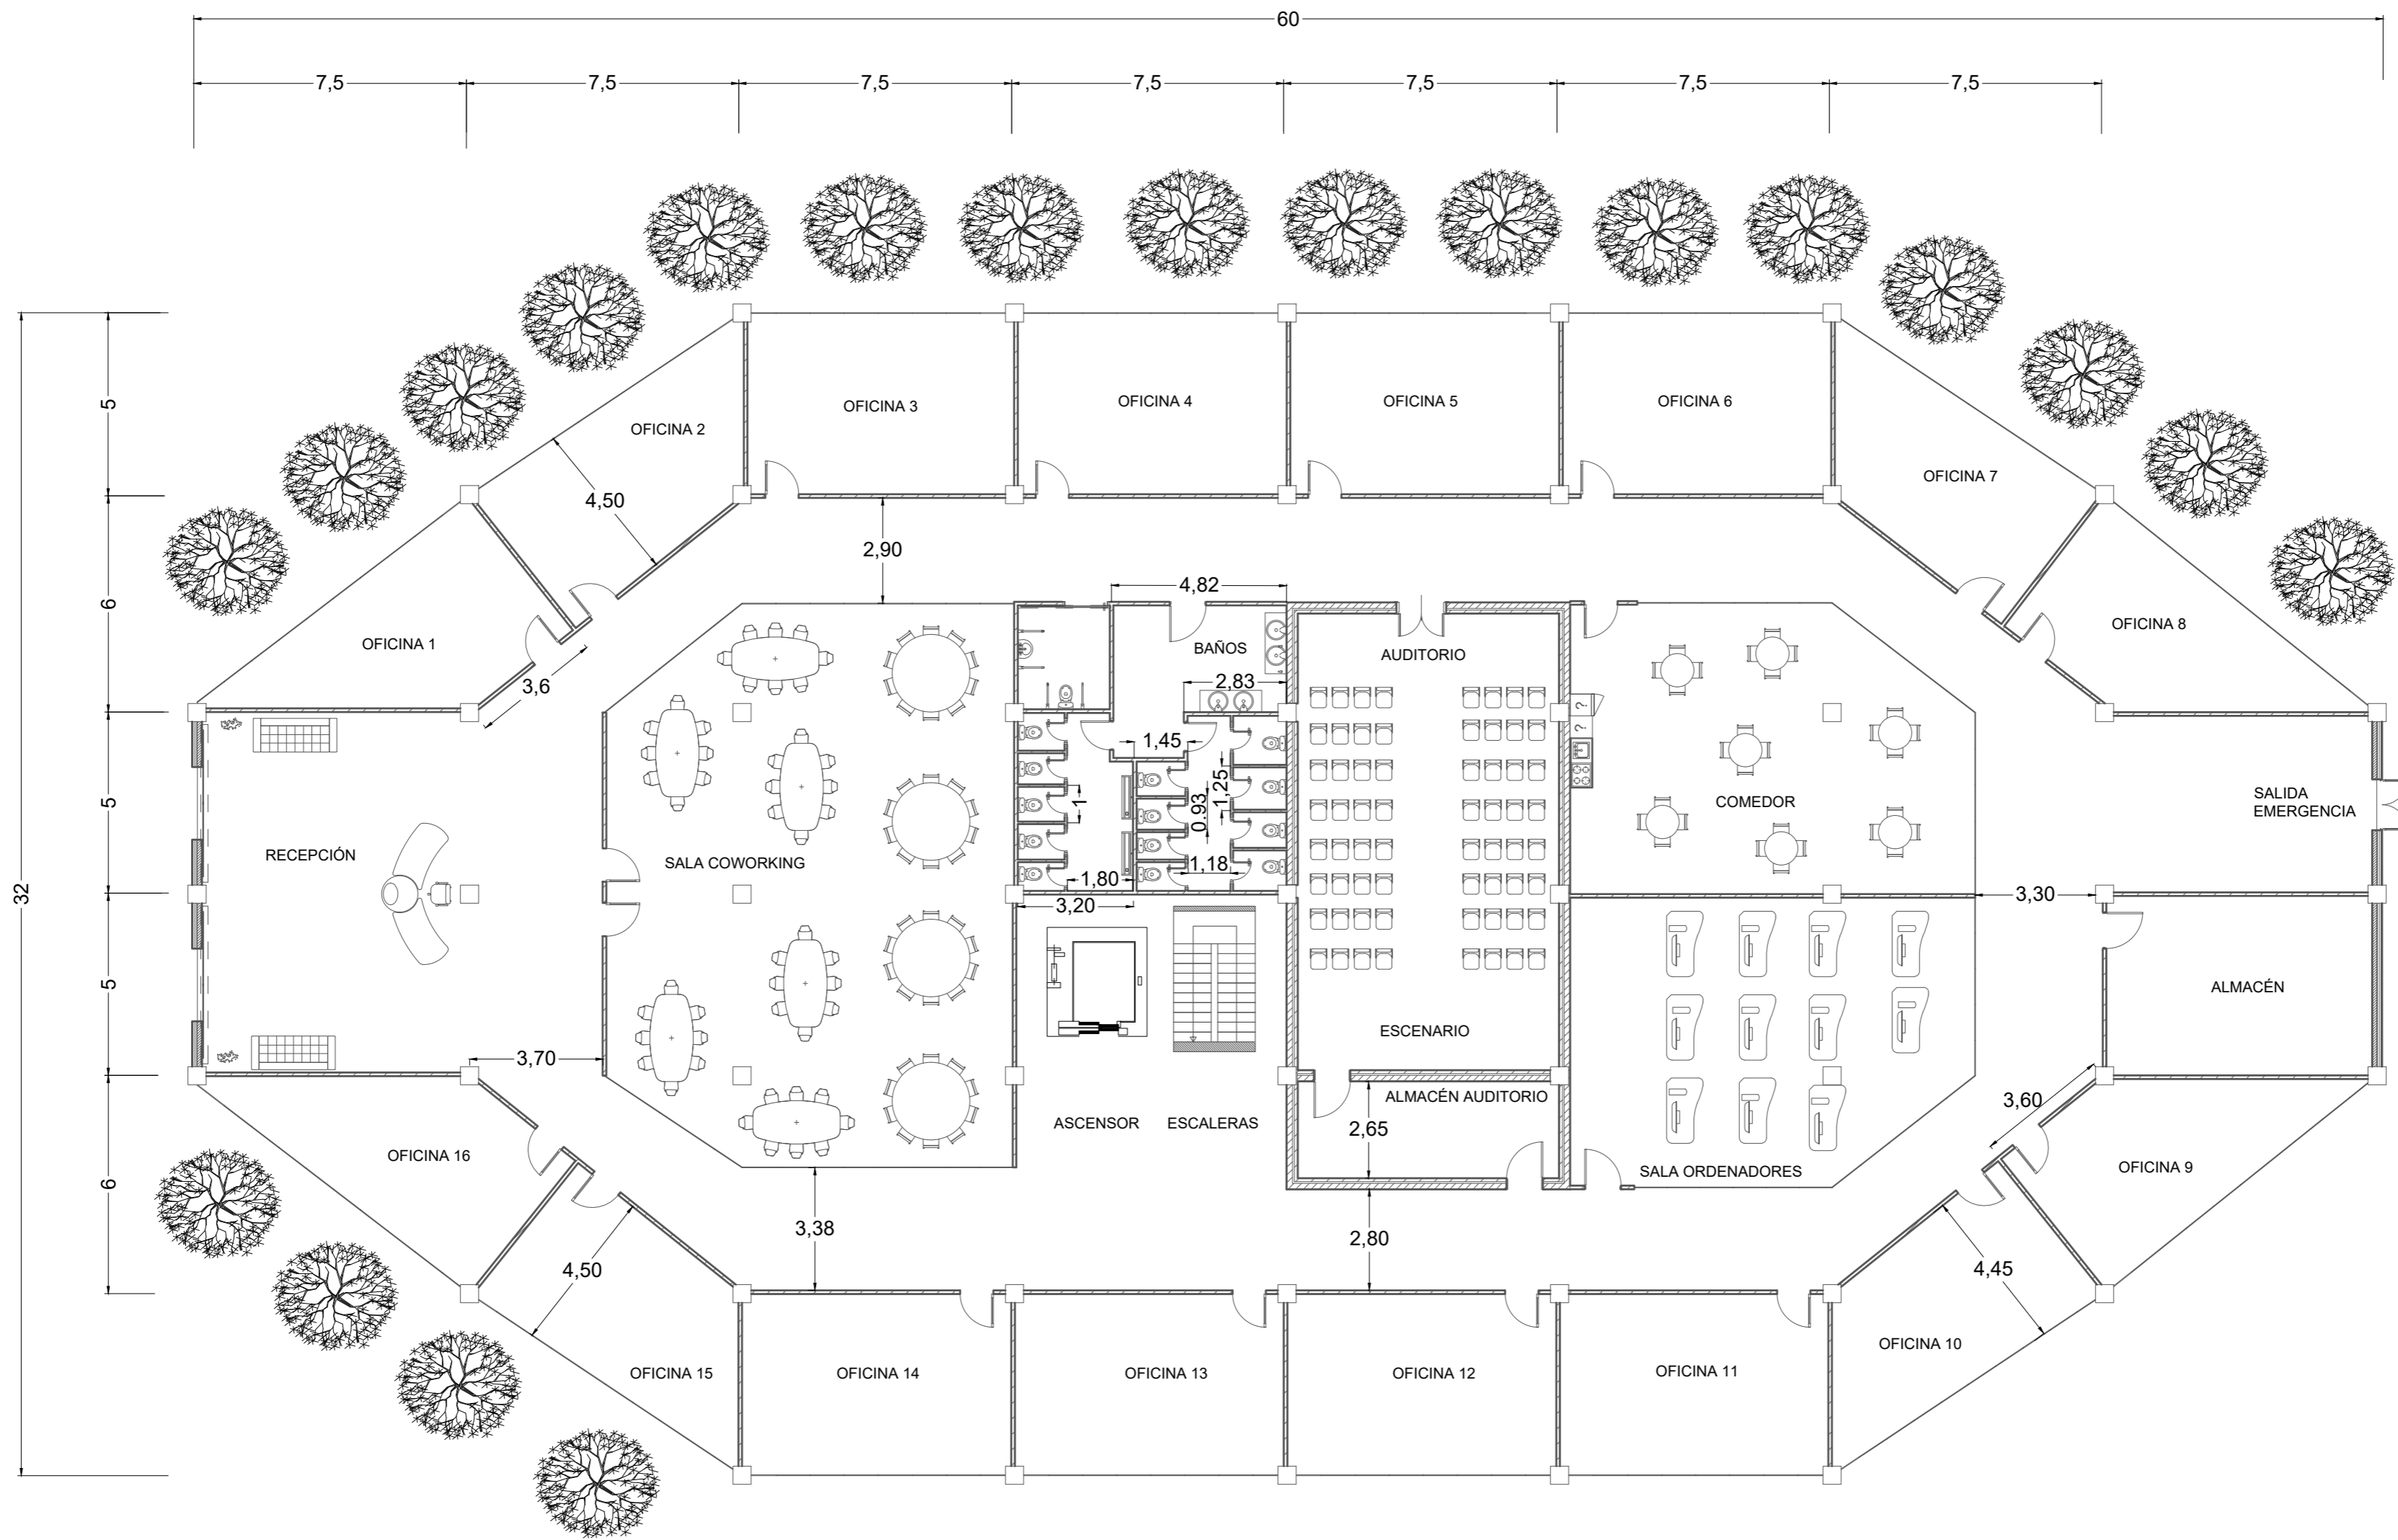 60
7,5
7,5
7,5
7,5
7,5
7,5
7,5
32
5
6
5
5
6
OFICINA 3
OFICINA 4
OFICINA 5
OFICINA 6
OFICINA 2
OFICINA 7
4,50
2,90
4,82
OFICINA 1
3,6
BAÑOS
AUDITORIO
OFICINA 8
2,83
1,45
1,25
0.93
1
1,18
1,80
3,20
?
?
COMEDOR
SALIDA
EMERGENCIA
RECEPCIÓN
SALA COWORKING
3,30
ALMACÉN
ESCENARIO
3,70
ALMACÉN AUDITORIO
3,60
ASCENSOR
ESCALERAS
2,65
OFICINA 16
SALA ORDENADORES
OFICINA 9
3,38
2,80
4,50
4,45
OFICINA 15
OFICINA 14
OFICINA 13
OFICINA 12
OFICINA 11
OFICINA 10